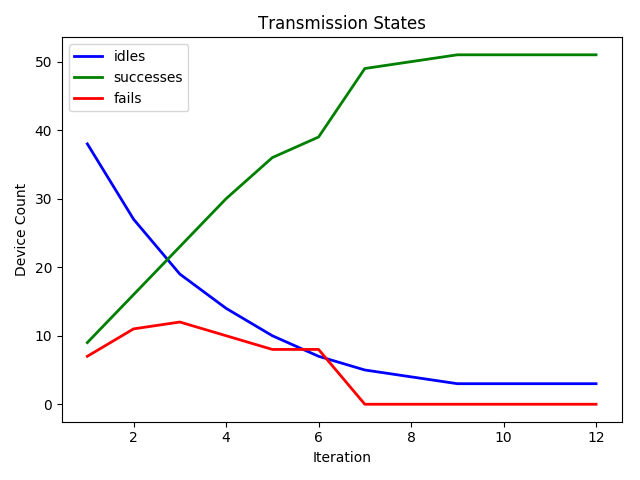 Transmission States
idles
successes
fails
Device Count
50
40
30
20
10
0
2 4 6 8 10 12
Iteration